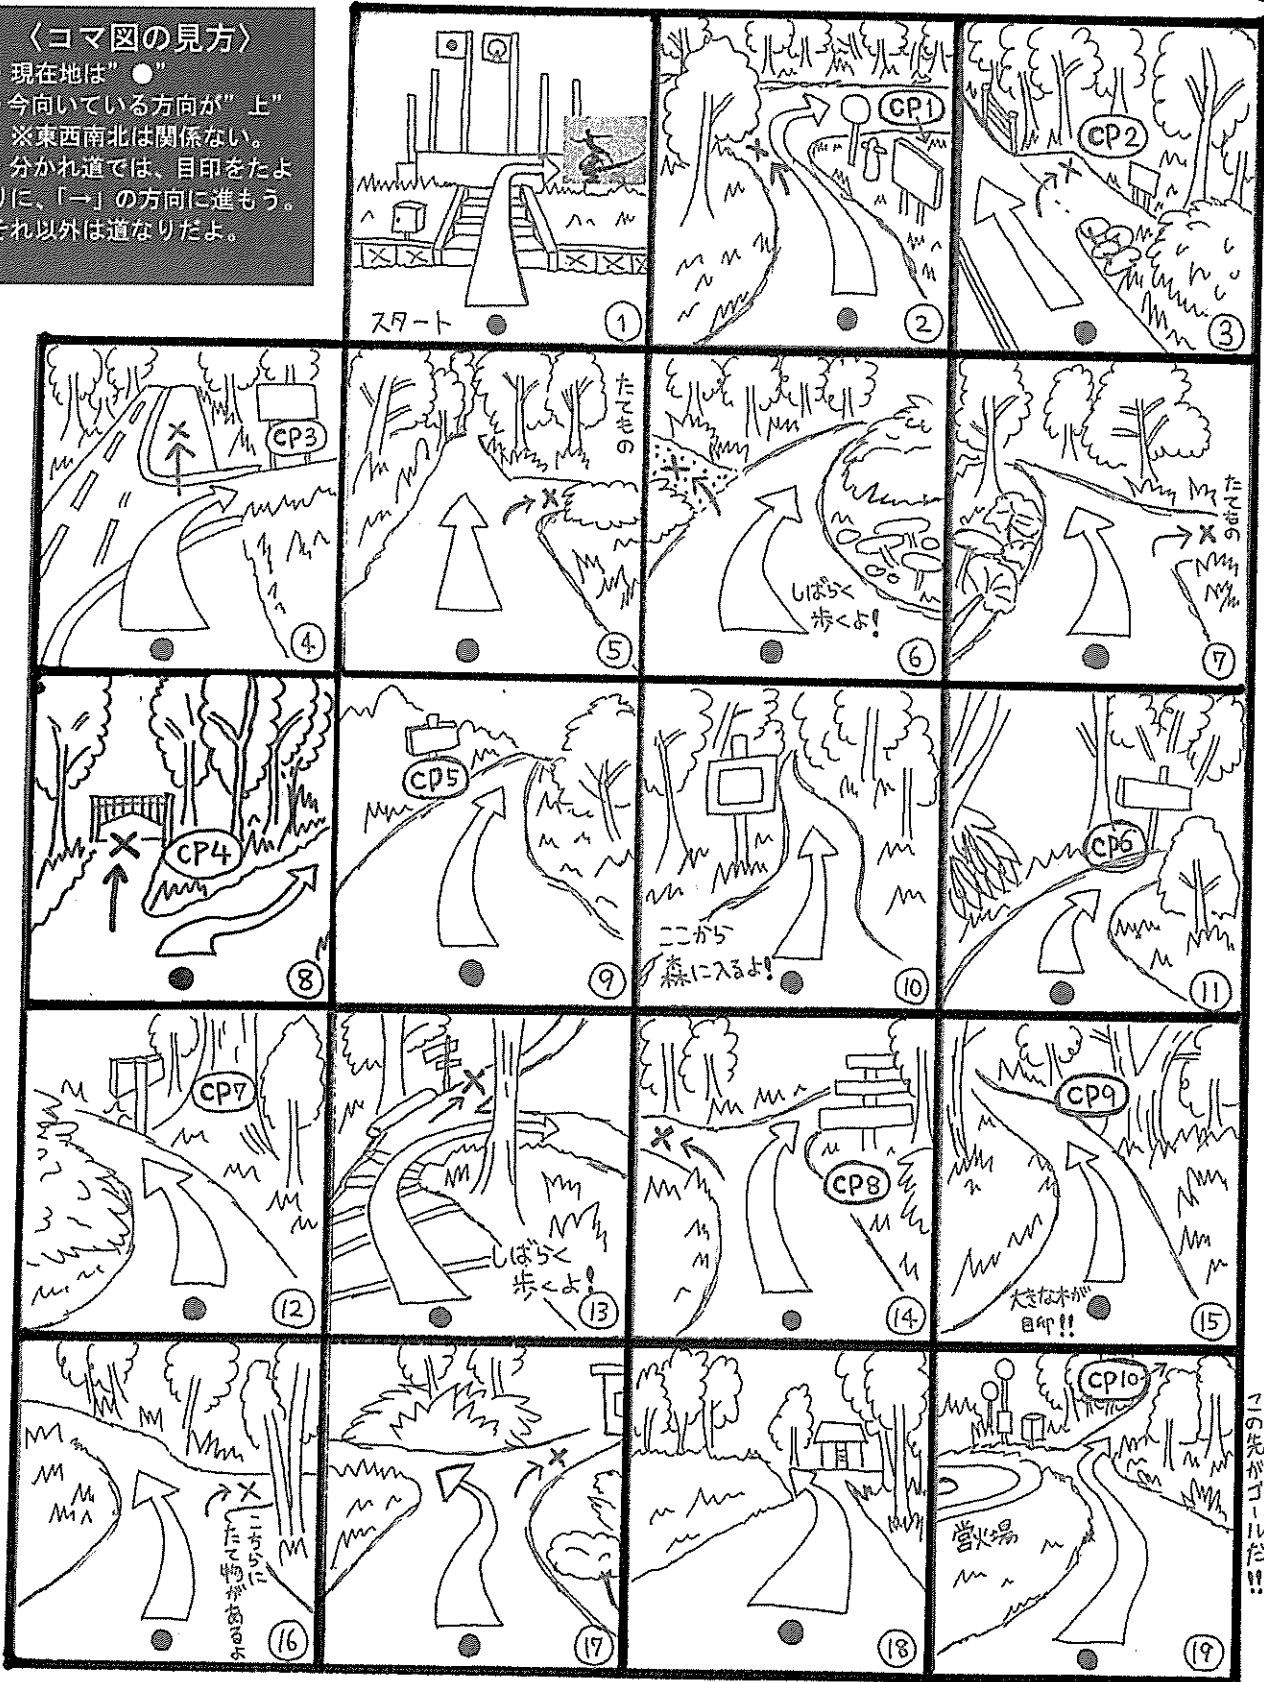 〈コマ図の見方〉
現在地は"●"
今向いている方向が"上"
※東西南北は関係ない。
分かれ道では、目印をたよ
りに、「→」の方向に進もう。
それ以外は道なりだよ。
スタート
①
CP1
②
CP2
③
CP3
④
たてもの
⑤
しばらく
歩くよ!
⑥
たてもの
⑦
CP4
⑧
CP5
⑨
ここから
森に入るよ!
⑩
CP6
⑪
CP7
⑫
しばらく
歩くよ!
⑬
CP8
⑭
CP9
大きな木が
目印!!
⑮
こちらに
たて物があるよ
⑯
⑰
⑱
CP10
営火場
⑲
この先がゴールだ!!